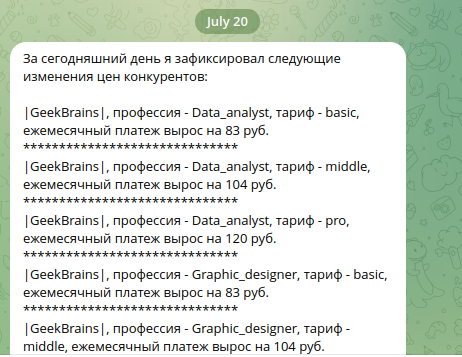 July 20
За сегодняшний день я зафиксировал следующие
изменения цен конкурентов:
|GeekBrains|, профессия - Data_analyst, тариф - basic,
ежемесячный платеж вырос на 83 руб.
******************************
|GeekBrains|, профессия - Data_analyst, тариф - middle,
ежемесячный платеж вырос на 104 руб.
******************************
|GeekBrains|, профессия - Data_analyst, тариф - pro,
ежемесячный платеж вырос на 120 руб.
******************************
|GeekBrains|, профессия - Graphic_designer, тариф - basic,
ежемесячный платеж вырос на 83 руб.
******************************
|GeekBrains|, профессия - Graphic_designer, тариф -
middle, ежемесячный платеж вырос на 104 руб.